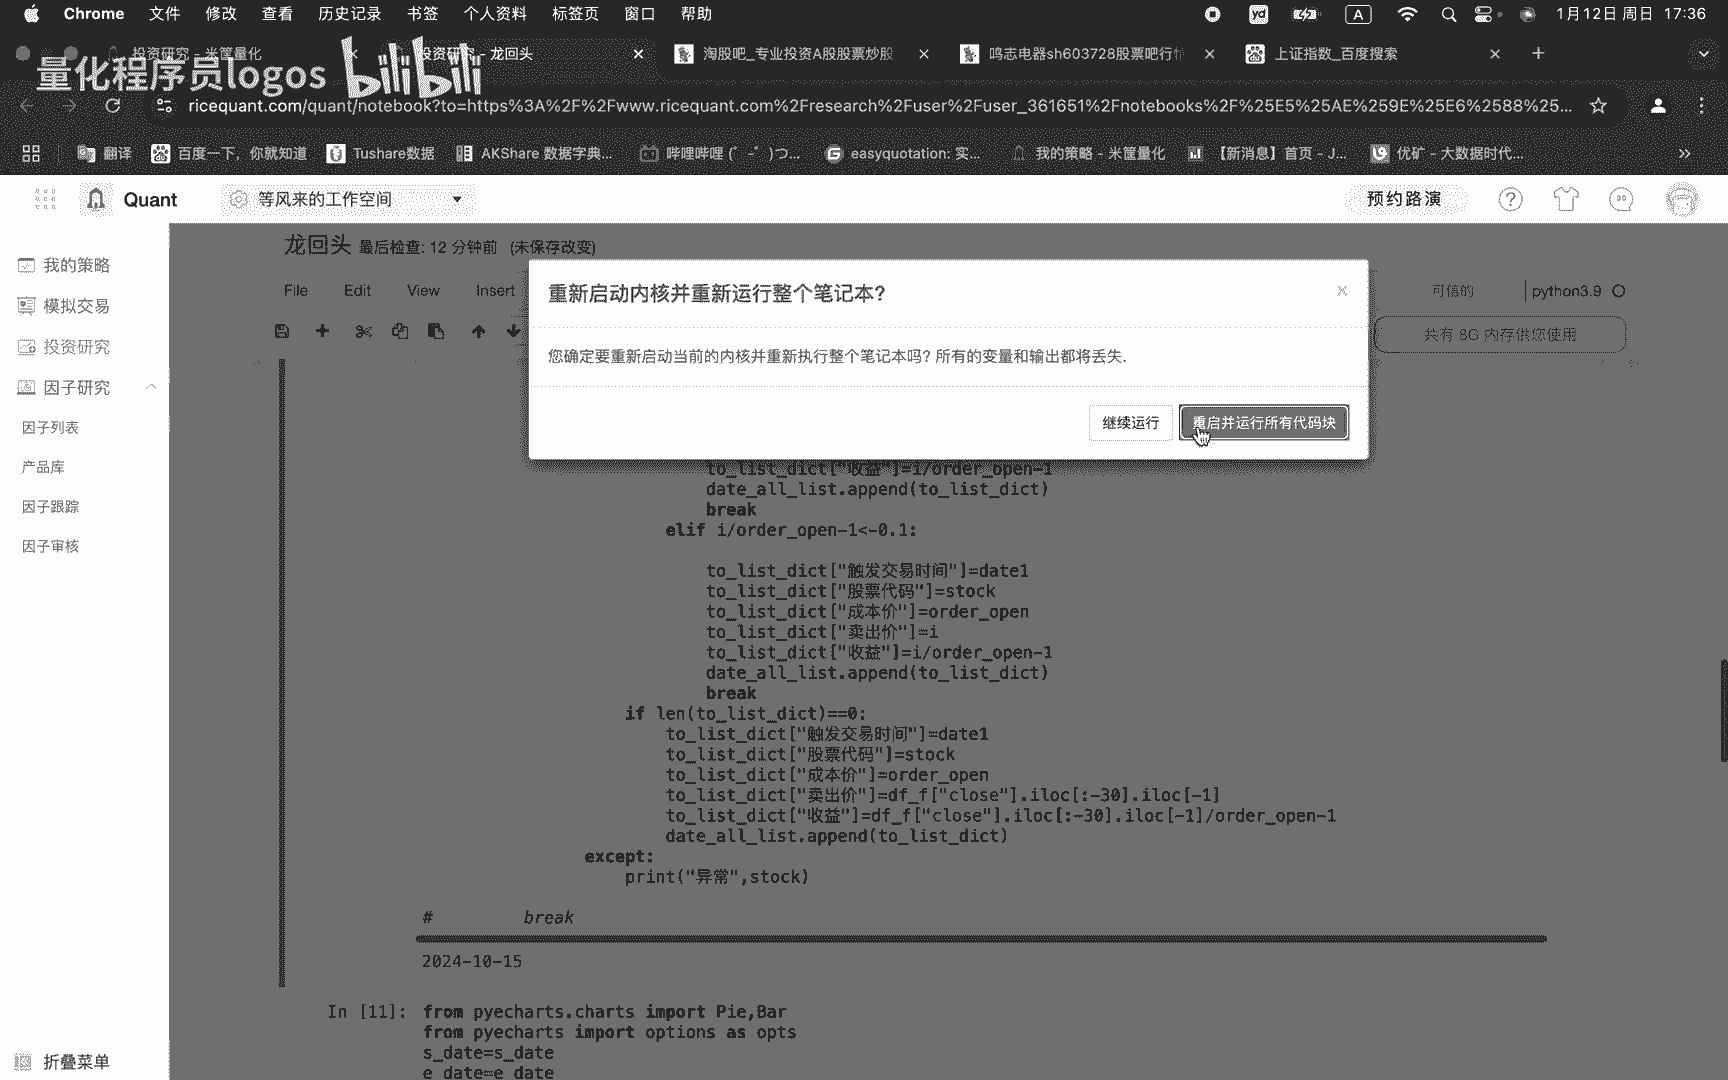 Chrome 文件 修改 查看 历史记录 书签 个人资料 标签页 窗口 帮助 yd A 1月12日 周日 17:36
投资研究 - 米筐量化 投资研究 - 龙回头 淘股吧_专业投资A股股票炒股 鸣志电器sh603728股票吧行情 上证指数_百度搜索
量化程序员logos bilibili
ricequant.com/quant/notebook?to=https%3A%2F%2Fwww.ricequant.com%2Fresearch%2Fuser%2Fuser_361651%2Fnotebooks%2F%25E5%25AE%259E%25E6%2588%25...
翻译 百度一下，你就知道 Tushare数据 AKShare 数据字典... 哔哩哔哩 (゜-゜)つ... easyquotation: 实... 我的策略 - 米筐量化 【新消息】首页 - J... 优矿 - 大数据时代...
Quant 等风来的工作空间 预约路演
龙回头 最后检查: 12 分钟前 (未保存改变)
我的策略
模拟交易
投资研究
因子研究
因子列表
产品库
因子跟踪
因子审核
折叠菜单
File Edit View Insert 可信的 python3.9
共有 8G 内存供您使用
重新启动内核并重新运行整个笔记本?
您确定要重新启动当前的内核并重新执行整个笔记本吗? 所有的变量和输出都将丢失.
继续运行 重启并运行所有代码块
to_list_dict["收益"]=i/order_open-1
date_all_list.append(to_list_dict)
break
elif i/order_open-1<-0.1:
to_list_dict["触发交易时间"]=date1
to_list_dict["股票代码"]=stock
to_list_dict["成本价"]=order_open
to_list_dict["卖出价"]=i
to_list_dict["收益"]=i/order_open-1
date_all_list.append(to_list_dict)
break
if len(to_list_dict)==0:
to_list_dict["触发交易时间"]=date1
to_list_dict["股票代码"]=stock
to_list_dict["成本价"]=order_open
to_list_dict["卖出价"]=df_f["close"].iloc[:-30].iloc[-1]
to_list_dict["收益"]=df_f["close"].iloc[:-30].iloc[-1]/order_open-1
date_all_list.append(to_list_dict)
except:
print("异常",stock)
# break
2024-10-15
In [11]: from pyecharts.charts import Pie,Bar
from pyecharts import options as opts
s_date=s_date
e_date=e_date